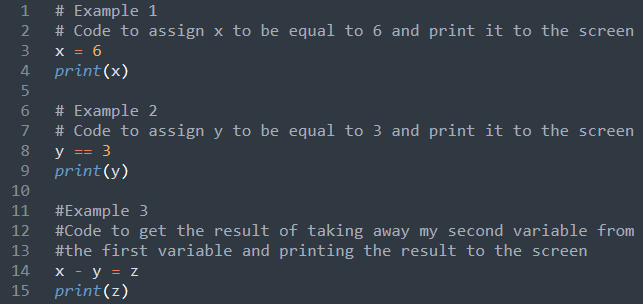 1 # Example 1
2 # Code to assign x to be equal to 6 and print it to the screen
3 x = 6
4 print(x)
5
6 # Example 2
7 # Code to assign y to be equal to 3 and print it to the screen
8 y == 3
9 print(y)
10
11 #Example 3
12 #Code to get the result of taking away my second variable from
13 #the first variable and printing the result to the screen
14 x - y = z
15 print(z)